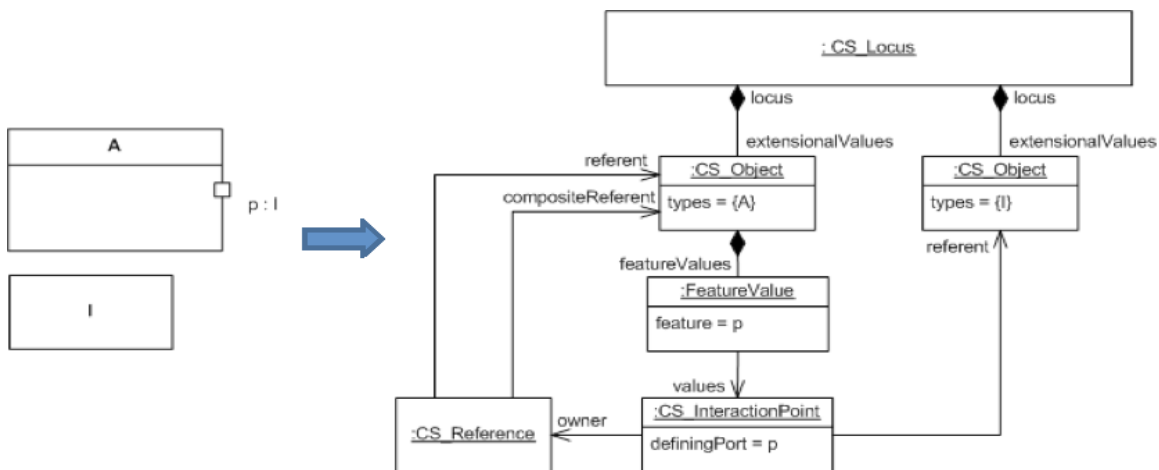 A
p : I
I
: CS_Locus
locus
locus
extensionalValues
extensionalValues
referent
:CS_Object
:CS_Object
compositeReferent
types = {A}
types = {I}
referent
featureValues
:FeatureValue
feature = p
values
:CS_InteractionPoint
owner
:CS_Reference
definingPort = p